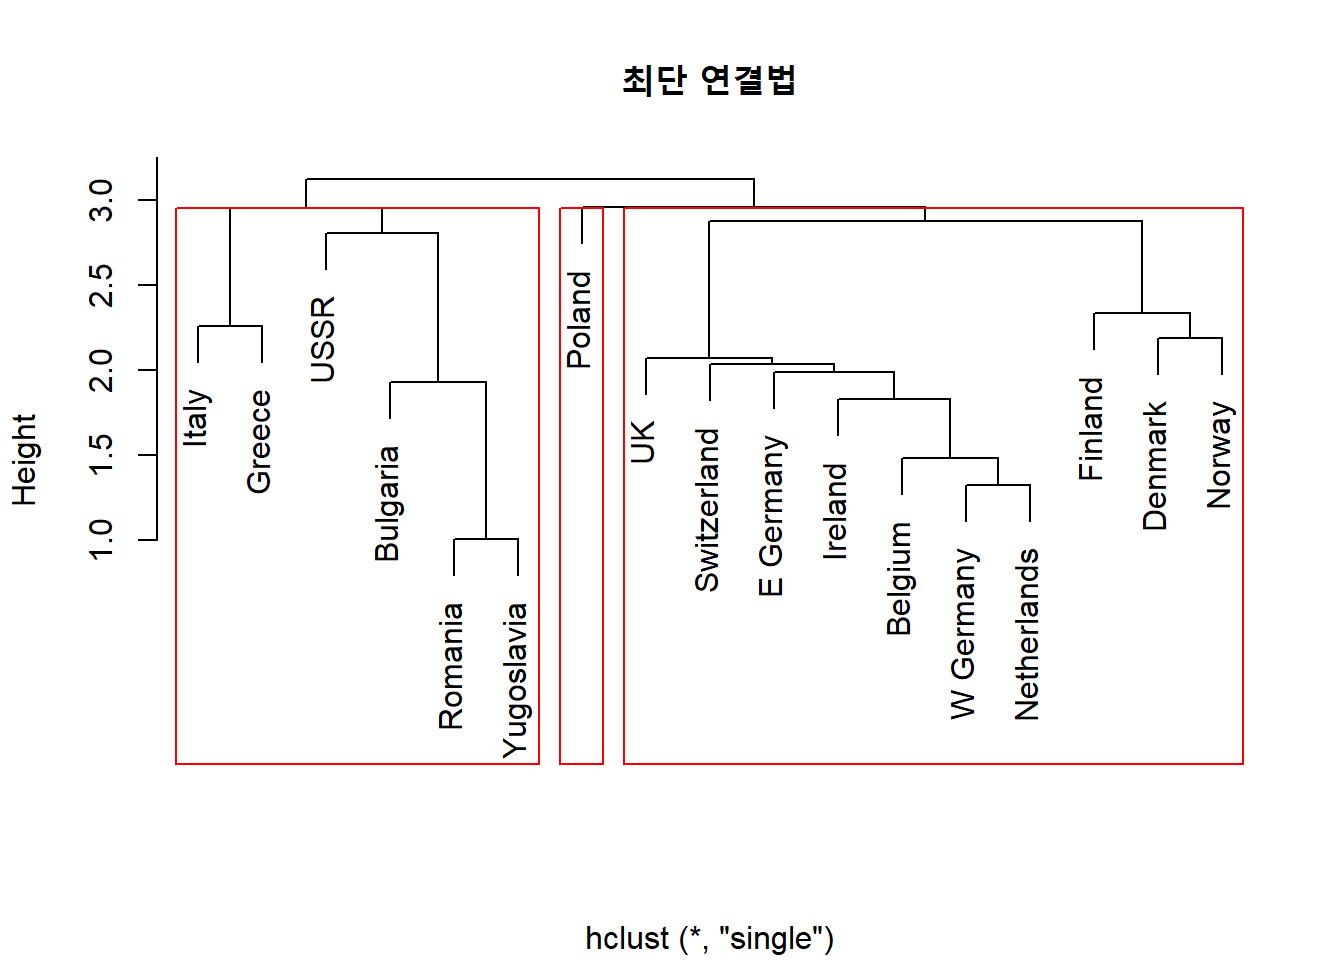 최단 연결법
Height
3.0
2.5
2.0
1.5
1.0
Italy
Greece
USSR
Bulgaria
Romania
Yugoslavia
Poland
UK
Switzerland
E Germany
Ireland
Belgium
W Germany
Netherlands
Finland
Denmark
Norway
hclust (*, "single")